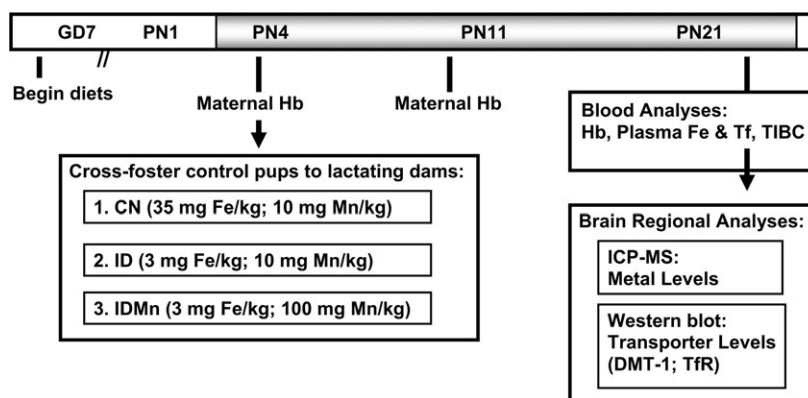 GD7 PN1 PN4 PN11 PN21
//
Begin diets
Maternal Hb
Maternal Hb
Cross-foster control pups to lactating dams:
1. CN (35 mg Fe/kg; 10 mg Mn/kg)
2. ID (3 mg Fe/kg; 10 mg Mn/kg)
3. IDMn (3 mg Fe/kg; 100 mg Mn/kg)
Blood Analyses:
Hb, Plasma Fe & Tf, TIBC
Brain Regional Analyses:
ICP-MS:
Metal Levels
Western blot:
Transporter Levels
(DMT-1; TfR)